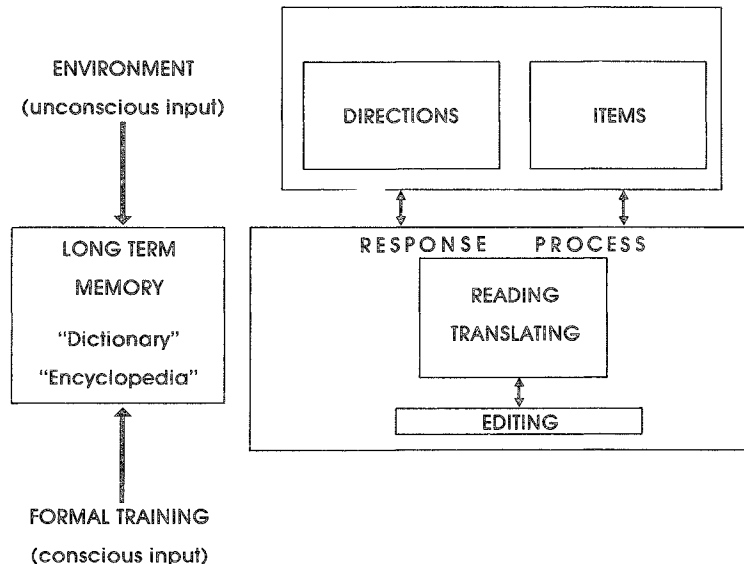 ENVIRONMENT
(unconscious input)
LONG TERM
MEMORY
"Dictionary"
"Encyclopedia"
FORMAL TRAINING
(conscious input)
DIRECTIONS
ITEMS
RESPONSE PROCESS
READING
TRANSLATING
EDITING